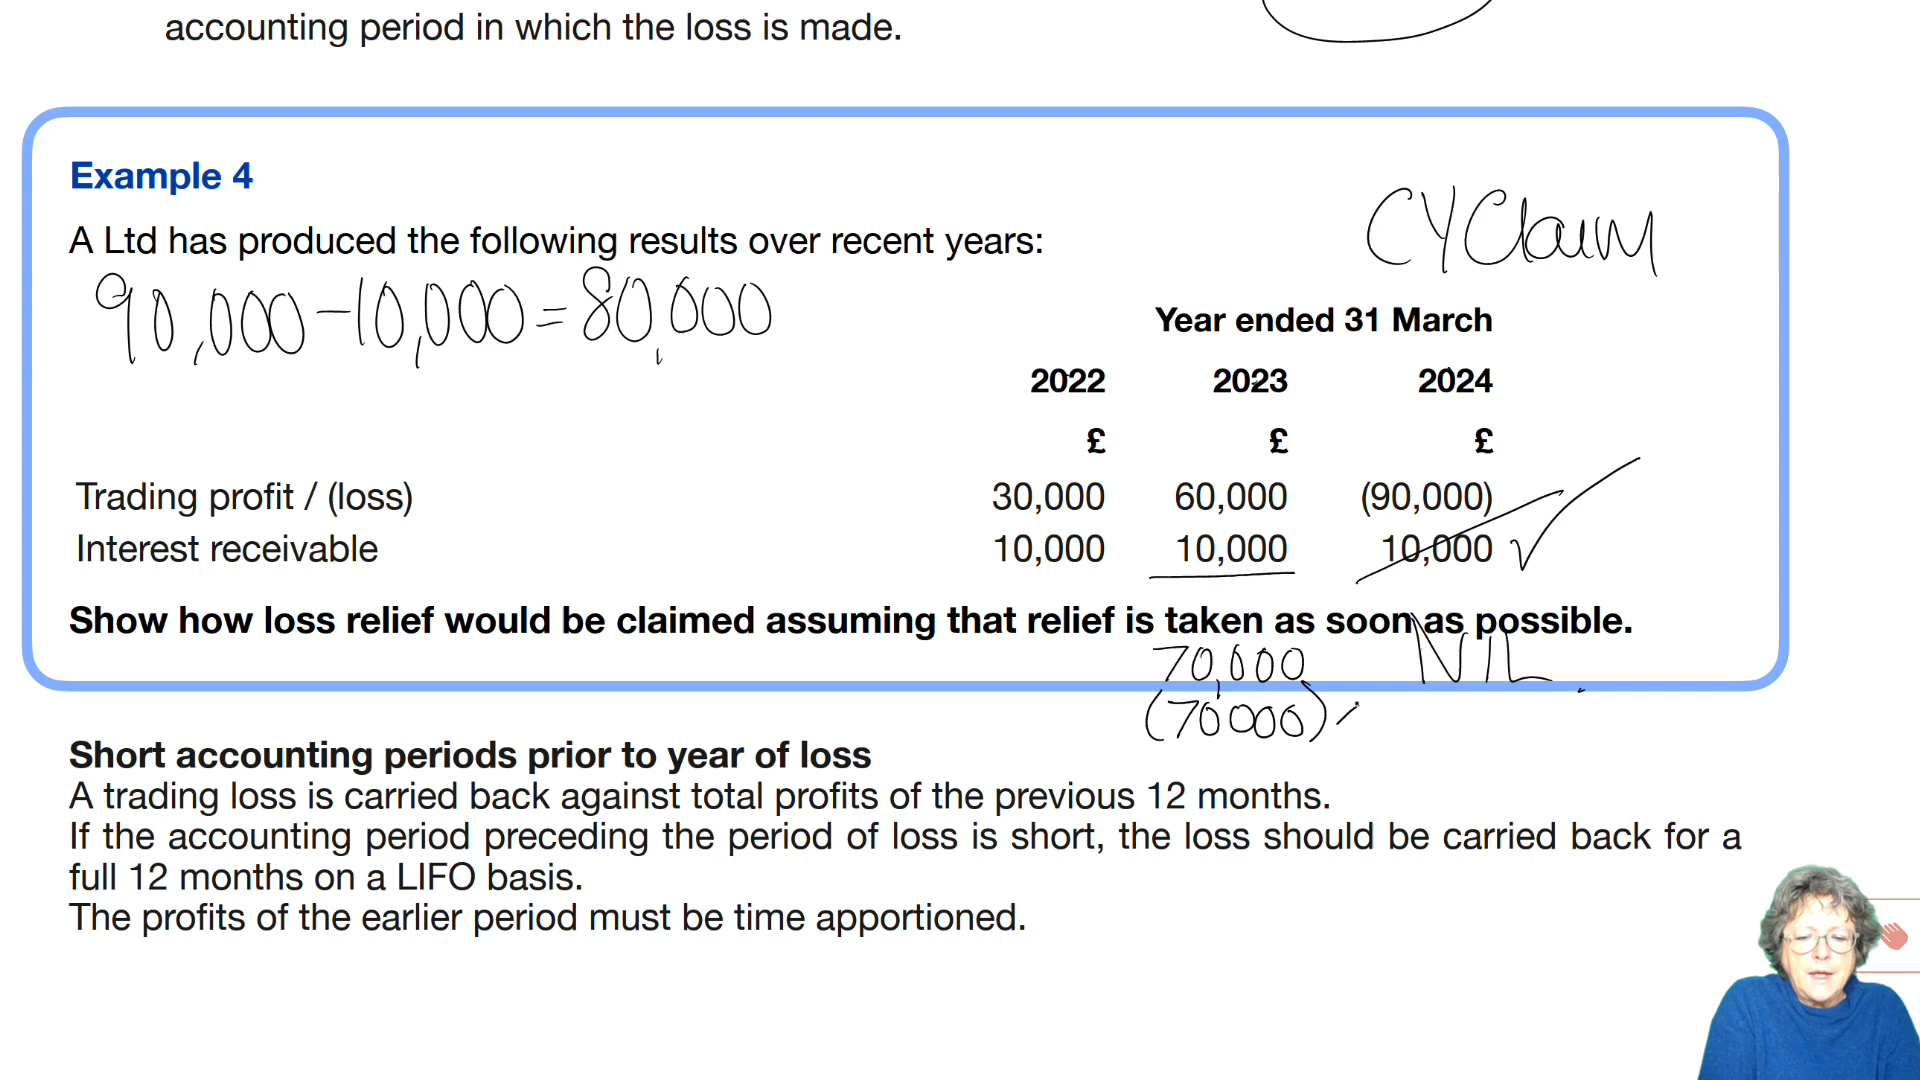 accounting period in which the loss is made.
Example 4
CY Claim
A Ltd has produced the following results over recent years:
90,000 - 10,000 = 80,000
Year ended 31 March
2022 2023 2024
£ £ £
Trading profit / (loss) 30,000 60,000 (90,000)
Interest receivable 10,000 10,000 10,000 ✓
Show how loss relief would be claimed assuming that relief is taken as soon as possible.
70,000 NIL
(70,000)
Short accounting periods prior to year of loss
A trading loss is carried back against total profits of the previous 12 months.
If the accounting period preceding the period of loss is short, the loss should be carried back for a
full 12 months on a LIFO basis.
The profits of the earlier period must be time apportioned.